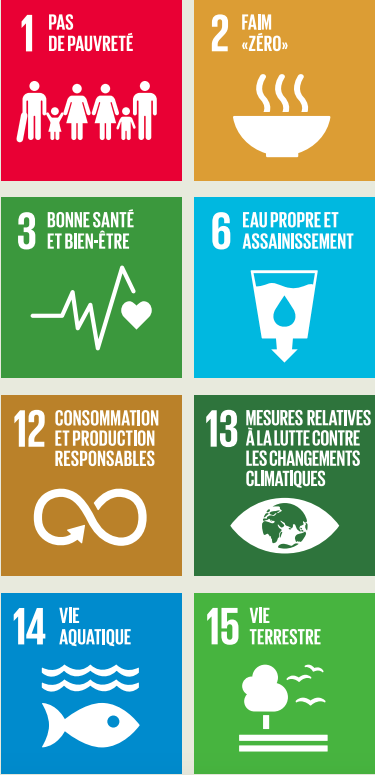 1 PAS
DE PAUVRETÉ
2 FAIM
«ZÉRO»
3 BONNE SANTÉ
ET BIEN-ÊTRE
6 EAU PROPRE ET
ASSAINISSEMENT
12 CONSOMMATION
ET PRODUCTION
RESPONSABLES
13 MESURES RELATIVES
À LA LUTTE CONTRE
LES CHANGEMENTS
CLIMATIQUES
14 VIE
AQUATIQUE
15 VIE
TERRESTRE